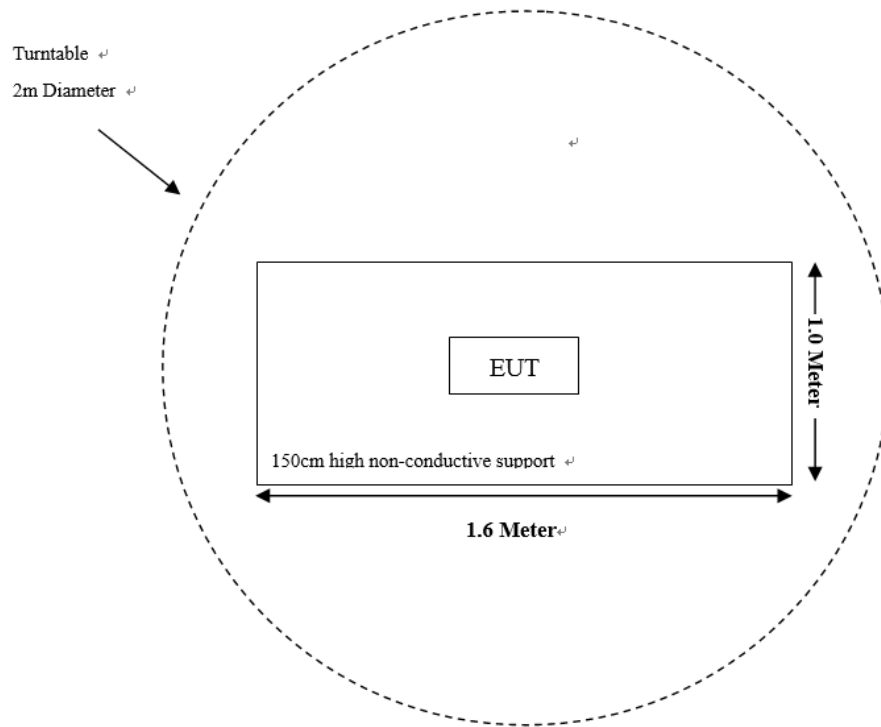 Turntable ↵
2m Diameter ↵
↵
EUT
1.0 Meter
150cm high non-conductive support ↵
1.6 Meter↵